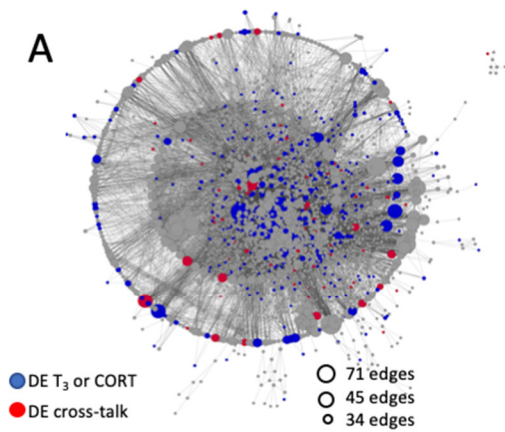 A
DE T₃ or CORT
DE cross-talk
71 edges
45 edges
34 edges